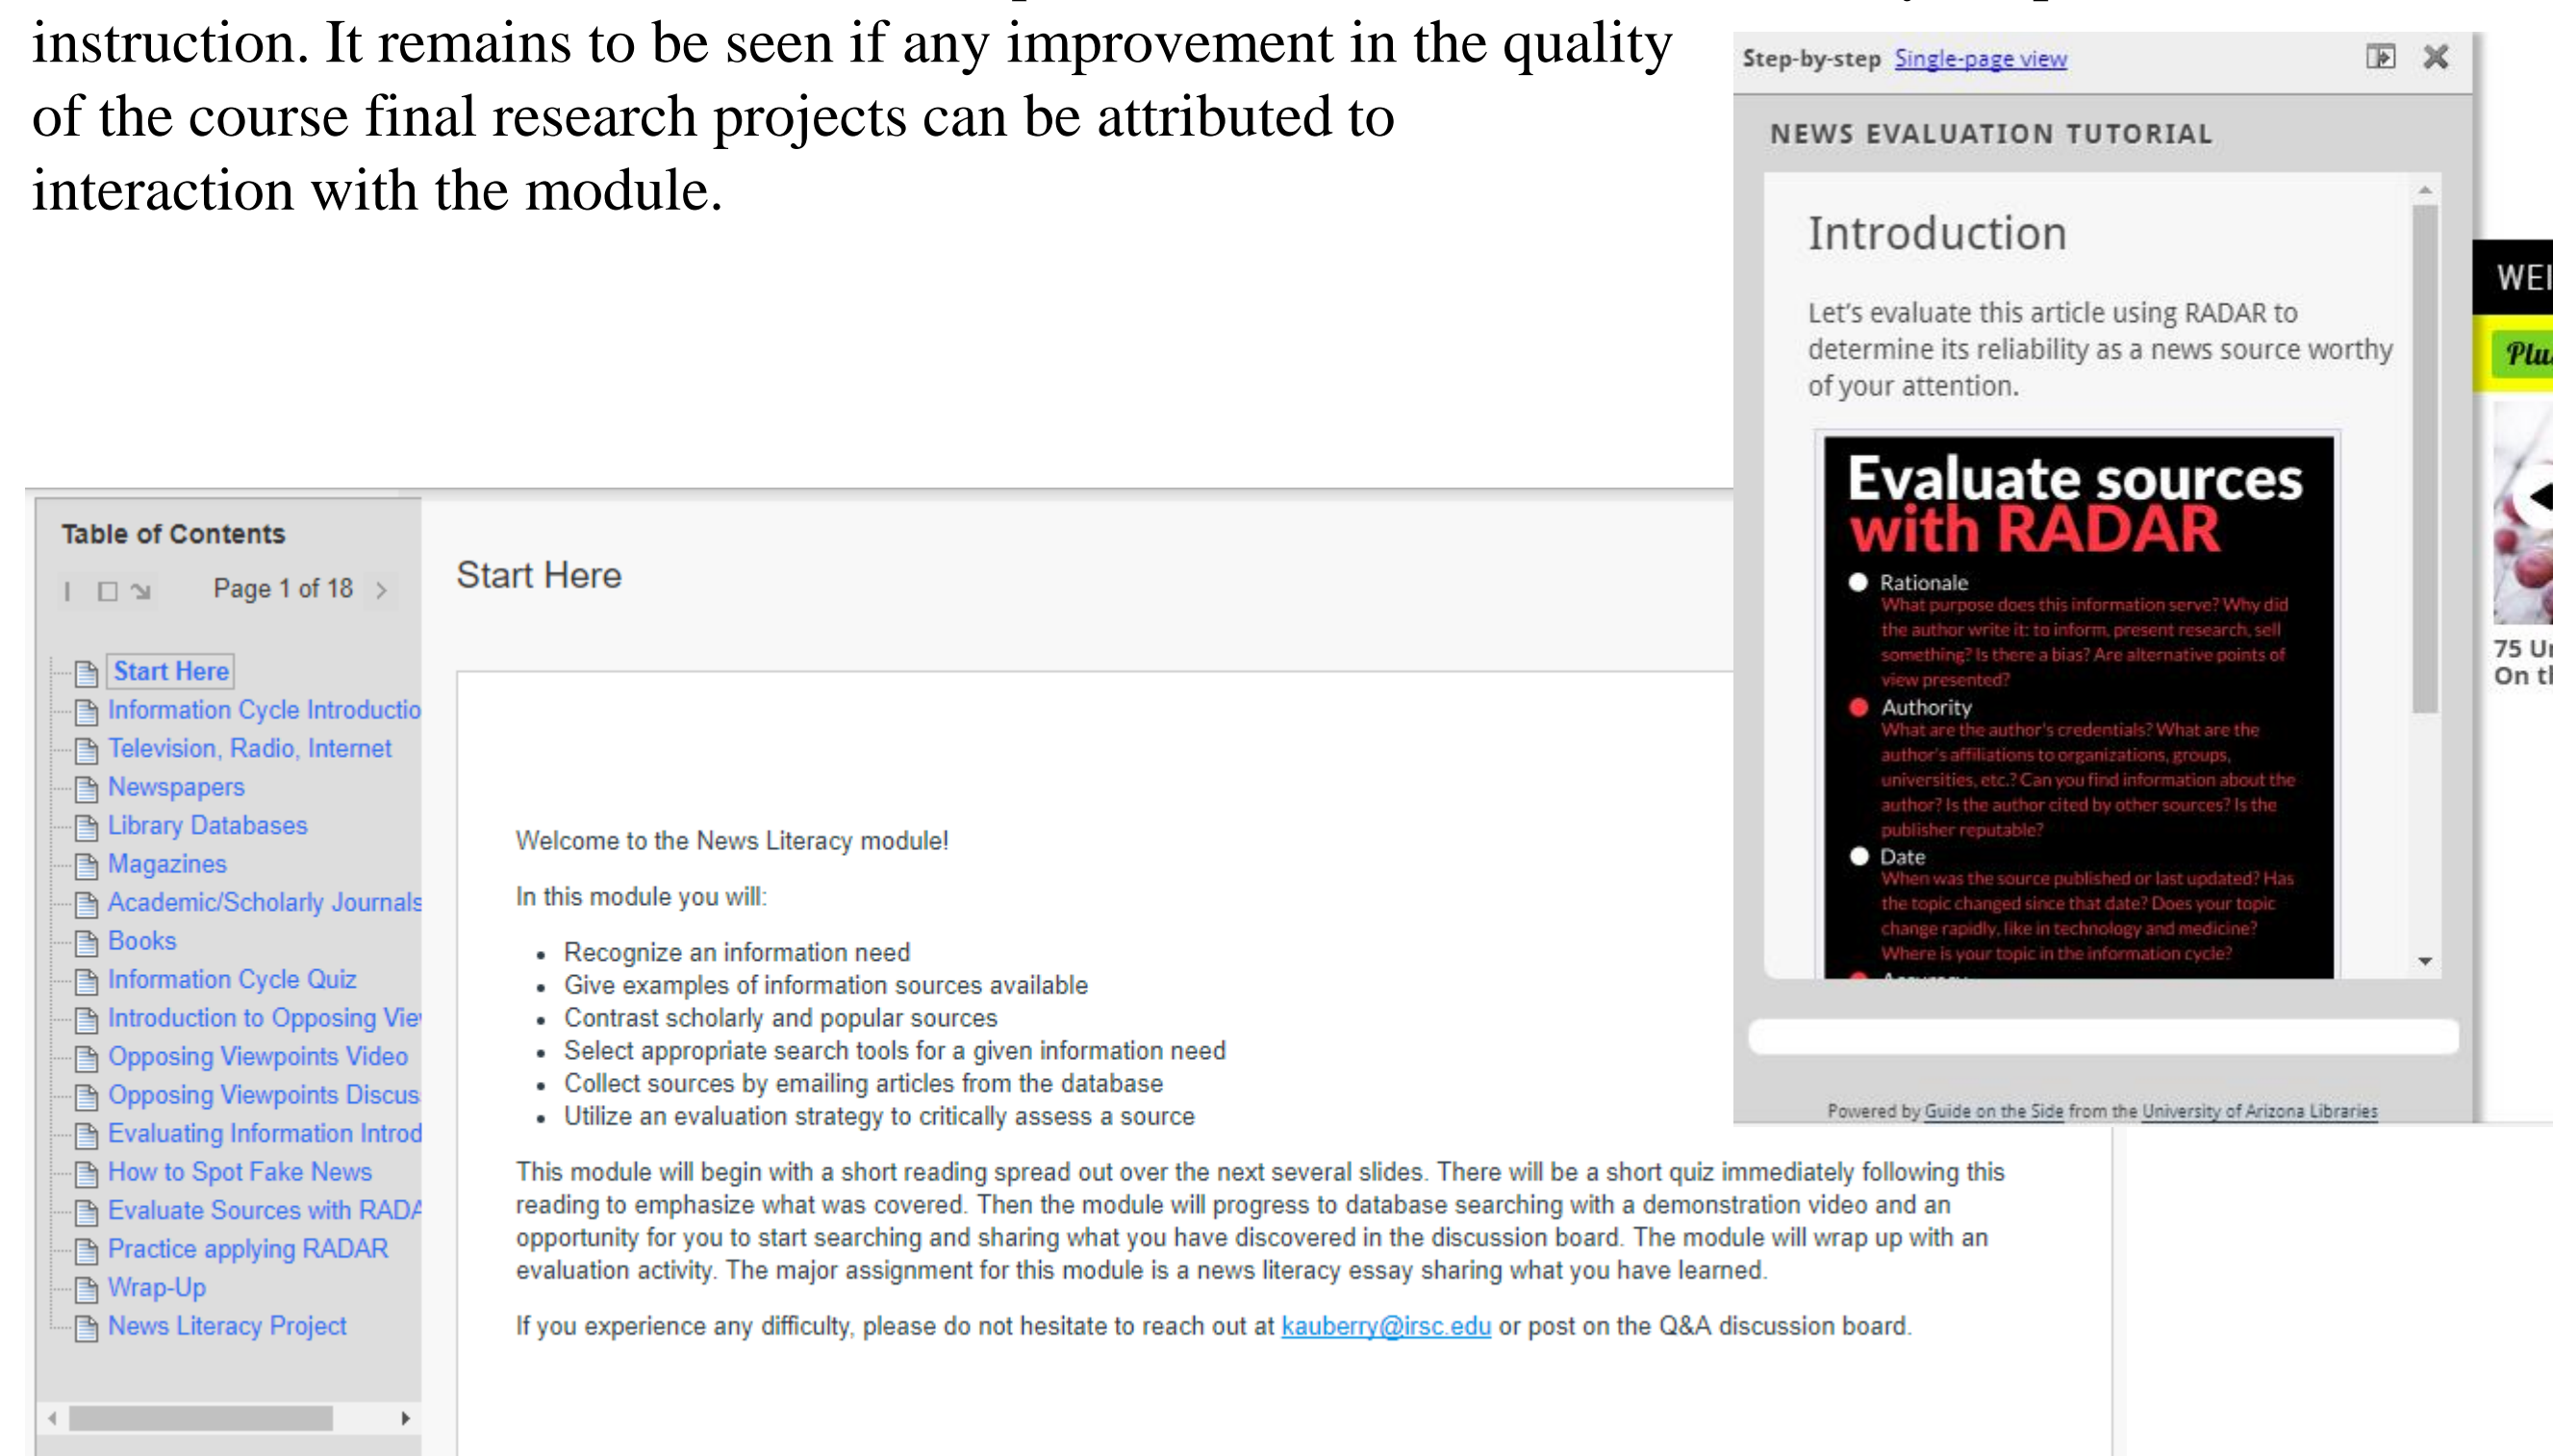 instruction. It remains to be seen if any improvement in the quality
of the course final research projects can be attributed to
interaction with the module.
Step-by-step Single-page view
NEWS EVALUATION TUTORIAL
Introduction
Let's evaluate this article using RADAR to
determine its reliability as a news source worthy
of your attention.
Evaluate sources
with RADAR
Rationale
What purpose does this information serve? Why did
the author write it: to inform, present research, sell
something? Is there a bias? Are alternative points of
view presented?
Authority
What are the author's credentials? What are the
author's affiliations to organizations, groups,
universities, etc.? Can you find information about the
author? Is the author cited by other sources? Is the
publisher reputable?
Date
When was the source published or last updated? Has
the topic changed since that date? Does your topic
change rapidly, like in technology and medicine?
Where is your topic in the information cycle?
Powered by Guide on the Side from the University of Arizona Libraries
75
On
Table of Contents
Page 1 of 18 >
Start Here
Information Cycle Introductio
Television, Radio, Internet
Newspapers
Library Databases
Magazines
Academic/Scholarly Journals
Books
Information Cycle Quiz
Introduction to Opposing Vie
Opposing Viewpoints Video
Opposing Viewpoints Discus
Evaluating Information Introd
How to Spot Fake News
Evaluate Sources with RADA
Practice applying RADAR
Wrap-Up
News Literacy Project
Start Here
Welcome to the News Literacy module!
In this module you will:
• Recognize an information need
• Give examples of information sources available
• Contrast scholarly and popular sources
• Select appropriate search tools for a given information need
• Collect sources by emailing articles from the database
• Utilize an evaluation strategy to critically assess a source
This module will begin with a short reading spread out over the next several slides. There will be a short quiz immediately following this
reading to emphasize what was covered. Then the module will progress to database searching with a demonstration video and an
opportunity for you to start searching and sharing what you have discovered in the discussion board. The module will wrap up with an
evaluation activity. The major assignment for this module is a news literacy essay sharing what you have learned.
If you experience any difficulty, please do not hesitate to reach out at kauberry@irsc.edu or post on the Q&A discussion board.